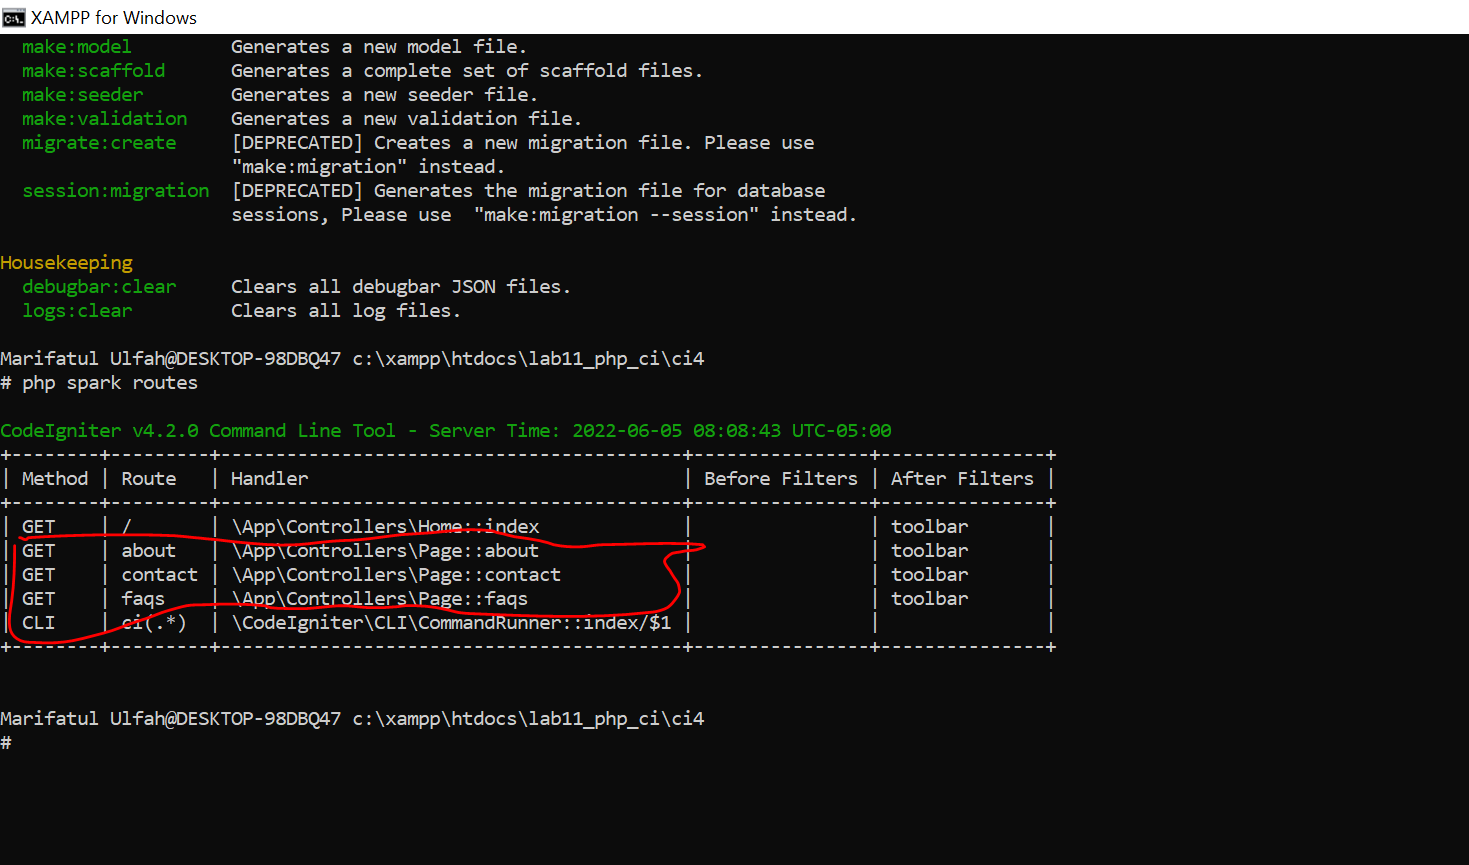 XAMPP for Windows
make:model Generates a new model file.
make:scaffold Generates a complete set of scaffold files.
make:seeder Generates a new seeder file.
make:validation Generates a new validation file.
migrate:create [DEPRECATED] Creates a new migration file. Please use
"make:migration" instead.
session:migration [DEPRECATED] Generates the migration file for database
sessions, Please use  "make:migration --session" instead.
Housekeeping
debugbar:clear Clears all debugbar JSON files.
logs:clear Clears all log files.
Marifatul Ulfah@DESKTOP-98DBQ47 c:\xampp\htdocs\lab11_php_ci\ci4
# php spark routes
CodeIgniter v4.2.0 Command Line Tool - Server Time: 2022-06-05 08:08:43 UTC-05:00
+--------+---------+------------------------------------------+----------------+---------------+
| Method | Route   | Handler                                  | Before Filters | After Filters |
+--------+---------+------------------------------------------+----------------+---------------+
| GET    | /       | \App\Controllers\Home::index             |                | toolbar       |
| GET    | about   | \App\Controllers\Page::about             |                | toolbar       |
| GET    | contact | \App\Controllers\Page::contact           |                | toolbar       |
| GET    | faqs    | \App\Controllers\Page::faqs              |                | toolbar       |
| CLI    | ci(.*)  | \CodeIgniter\CLI\CommandRunner::index/$1 |                |               |
+--------+---------+------------------------------------------+----------------+---------------+
Marifatul Ulfah@DESKTOP-98DBQ47 c:\xampp\htdocs\lab11_php_ci\ci4
#